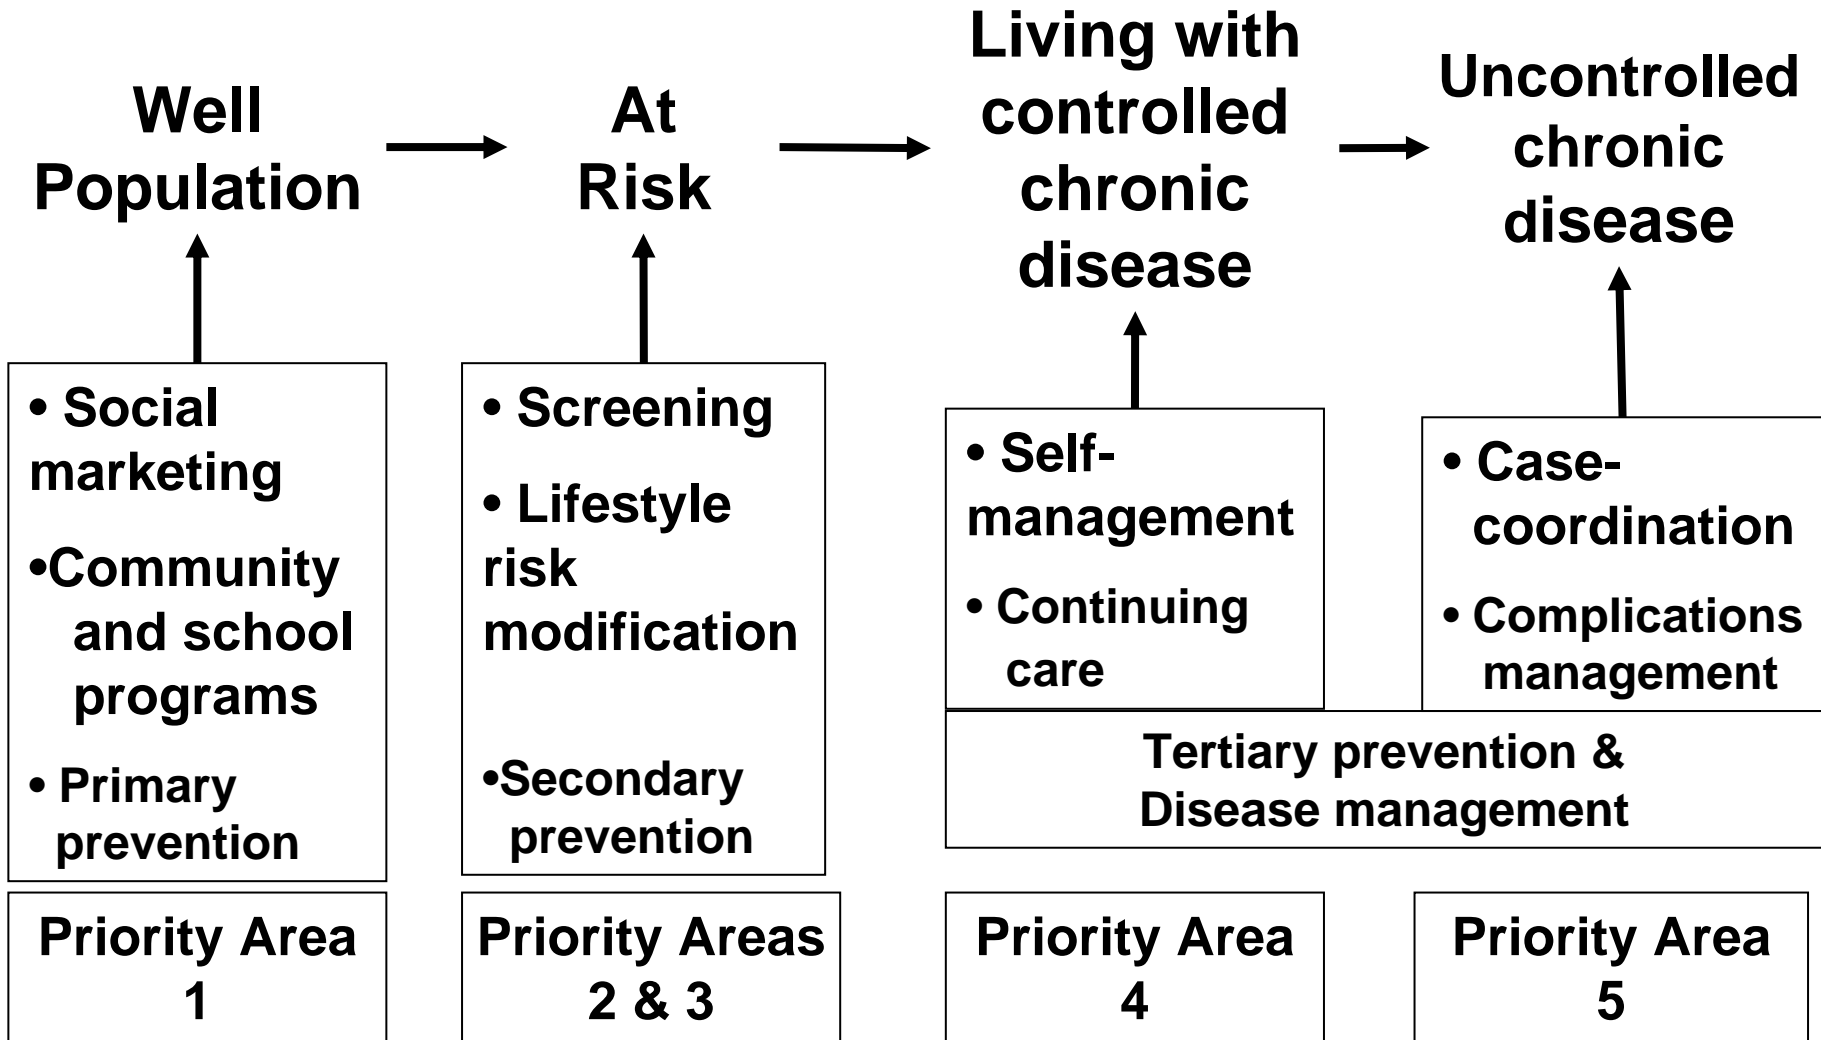 Well
Population
At
Risk
Living with
controlled
chronic
disease
Uncontrolled
chronic
disease
• Social
marketing
•Community
and school
programs
• Primary
prevention
• Screening
• Lifestyle
risk
modification
•Secondary
prevention
• Self-
management
• Continuing
care
• Case-
coordination
• Complications
management
Tertiary prevention &
Disease management
Priority Area
1
Priority Areas
2 & 3
Priority Area
4
Priority Area
5